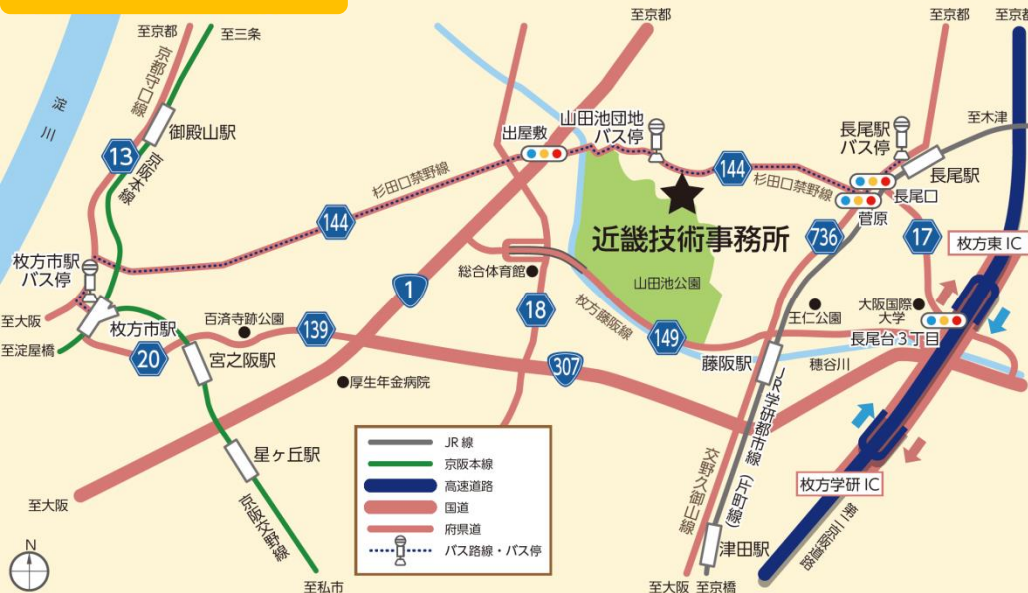 至京都
至三条
至京都
至京都
至京都
京都守口線
淀川
御殿山駅
13
京阪本線
出屋敷
山田池団地
バス停
長尾駅
バス停
至木津
長尾駅
長尾口
菅原
杉田口禁野線
144
144
杉田口禁野線
近畿技術事務所
736
17
枚方東IC
枚方市駅
バス停
総合体育館
山田池公園
1
18
枚方藤阪線
王仁公園
大阪国際
大学
至大阪
枚方市駅
百済寺跡公園
139
149
長尾台3丁目
至淀屋橋
20
宮之阪駅
藤阪駅
穂谷川
307
厚生年金病院
JR学研都市線(片町線)
星ヶ丘駅
交野久御山線
枚方学研IC
至大阪
京阪交野線
第二京阪道路
津田駅
JR線
京阪本線
高速道路
国道
府県道
バス路線・バス停
N
至私市
至大阪
至京橋